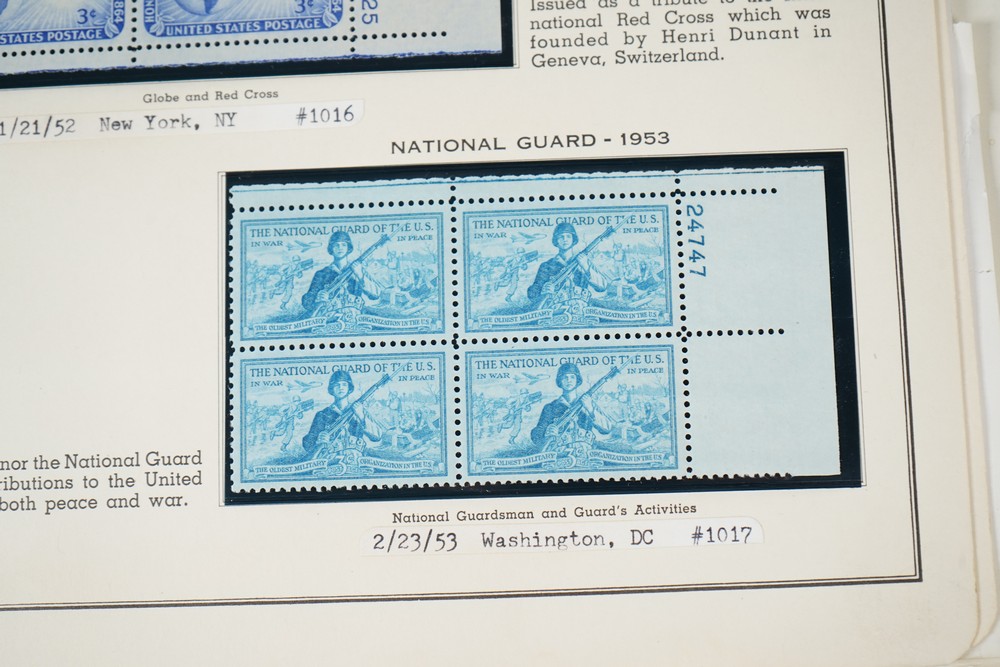 3¢ 3¢
UNITED STATES POSTAGE
UNITED STATES POSTAGE
HONOR
1864
25
Issued as a tribute to the
national Red Cross which was
founded by Henri Dunant in
Geneva, Switzerland.
Globe and Red Cross
1/21/52 New York, NY #1016
NATIONAL GUARD - 1953
THE NATIONAL GUARD OF THE U.S.
IN WAR IN PEACE
THE OLDEST MILITARY 3¢ ORGANIZATION IN THE U.S.
THE NATIONAL GUARD OF THE U.S.
IN WAR IN PEACE
THE OLDEST MILITARY 3¢ ORGANIZATION IN THE U.S.
24747
THE NATIONAL GUARD OF THE U.S.
IN WAR IN PEACE
THE OLDEST MILITARY 3¢ ORGANIZATION IN THE U.S.
THE NATIONAL GUARD OF THE U.S.
IN WAR IN PEACE
THE OLDEST MILITARY 3¢ ORGANIZATION IN THE U.S.
nor the National Guard
ributions to the United
both peace and war.
National Guardsman and Guard's Activities
2/23/53 Washington, DC #1017